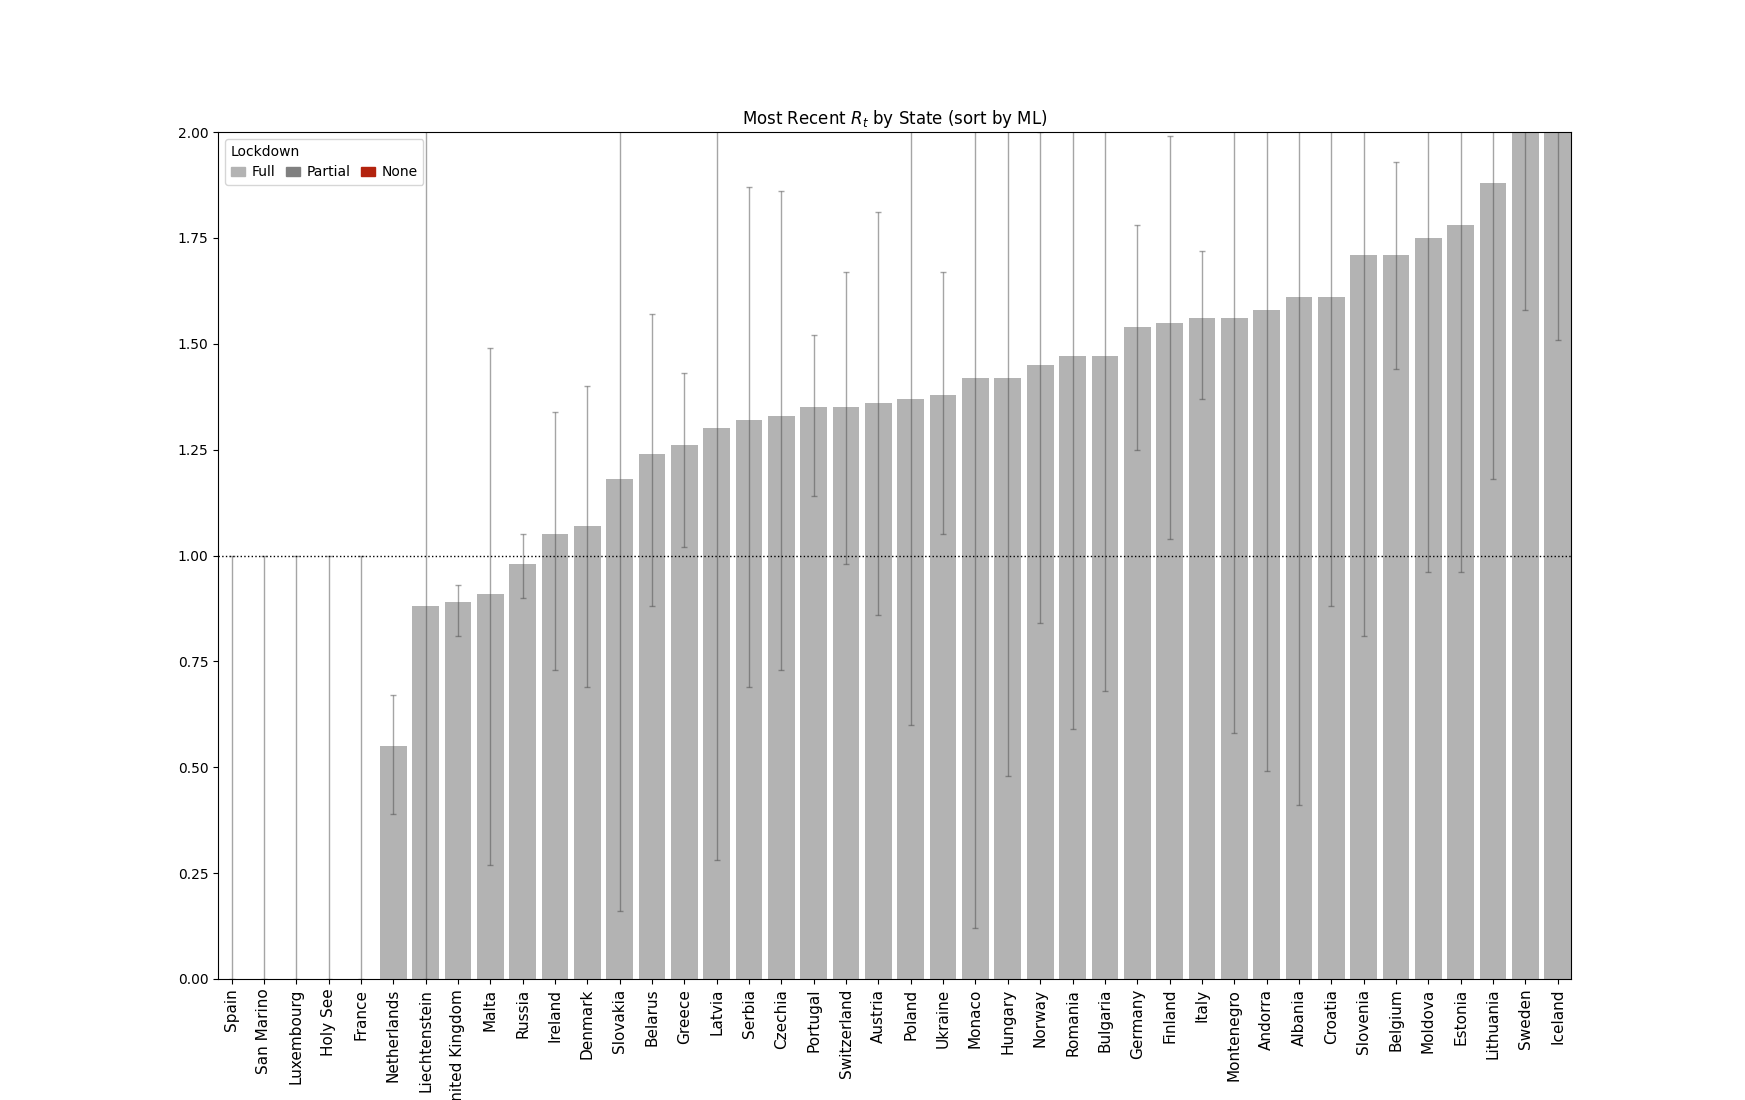 Most Recent Rt by State (sort by ML)
Lockdown
Full Partial None
2.00
1.75
1.50
1.25
1.00
0.75
0.50
0.25
0.00
Spain
San Marino
Luxembourg
Holy See
France
Netherlands
Liechtenstein
nited Kingdom
Malta
Russia
Ireland
Denmark
Slovakia
Belarus
Greece
Latvia
Serbia
Czechia
Portugal
Switzerland
Austria
Poland
Ukraine
Monaco
Hungary
Norway
Romania
Bulgaria
Germany
Finland
Italy
Montenegro
Andorra
Albania
Croatia
Slovenia
Belgium
Moldova
Estonia
Lithuania
Sweden
Iceland